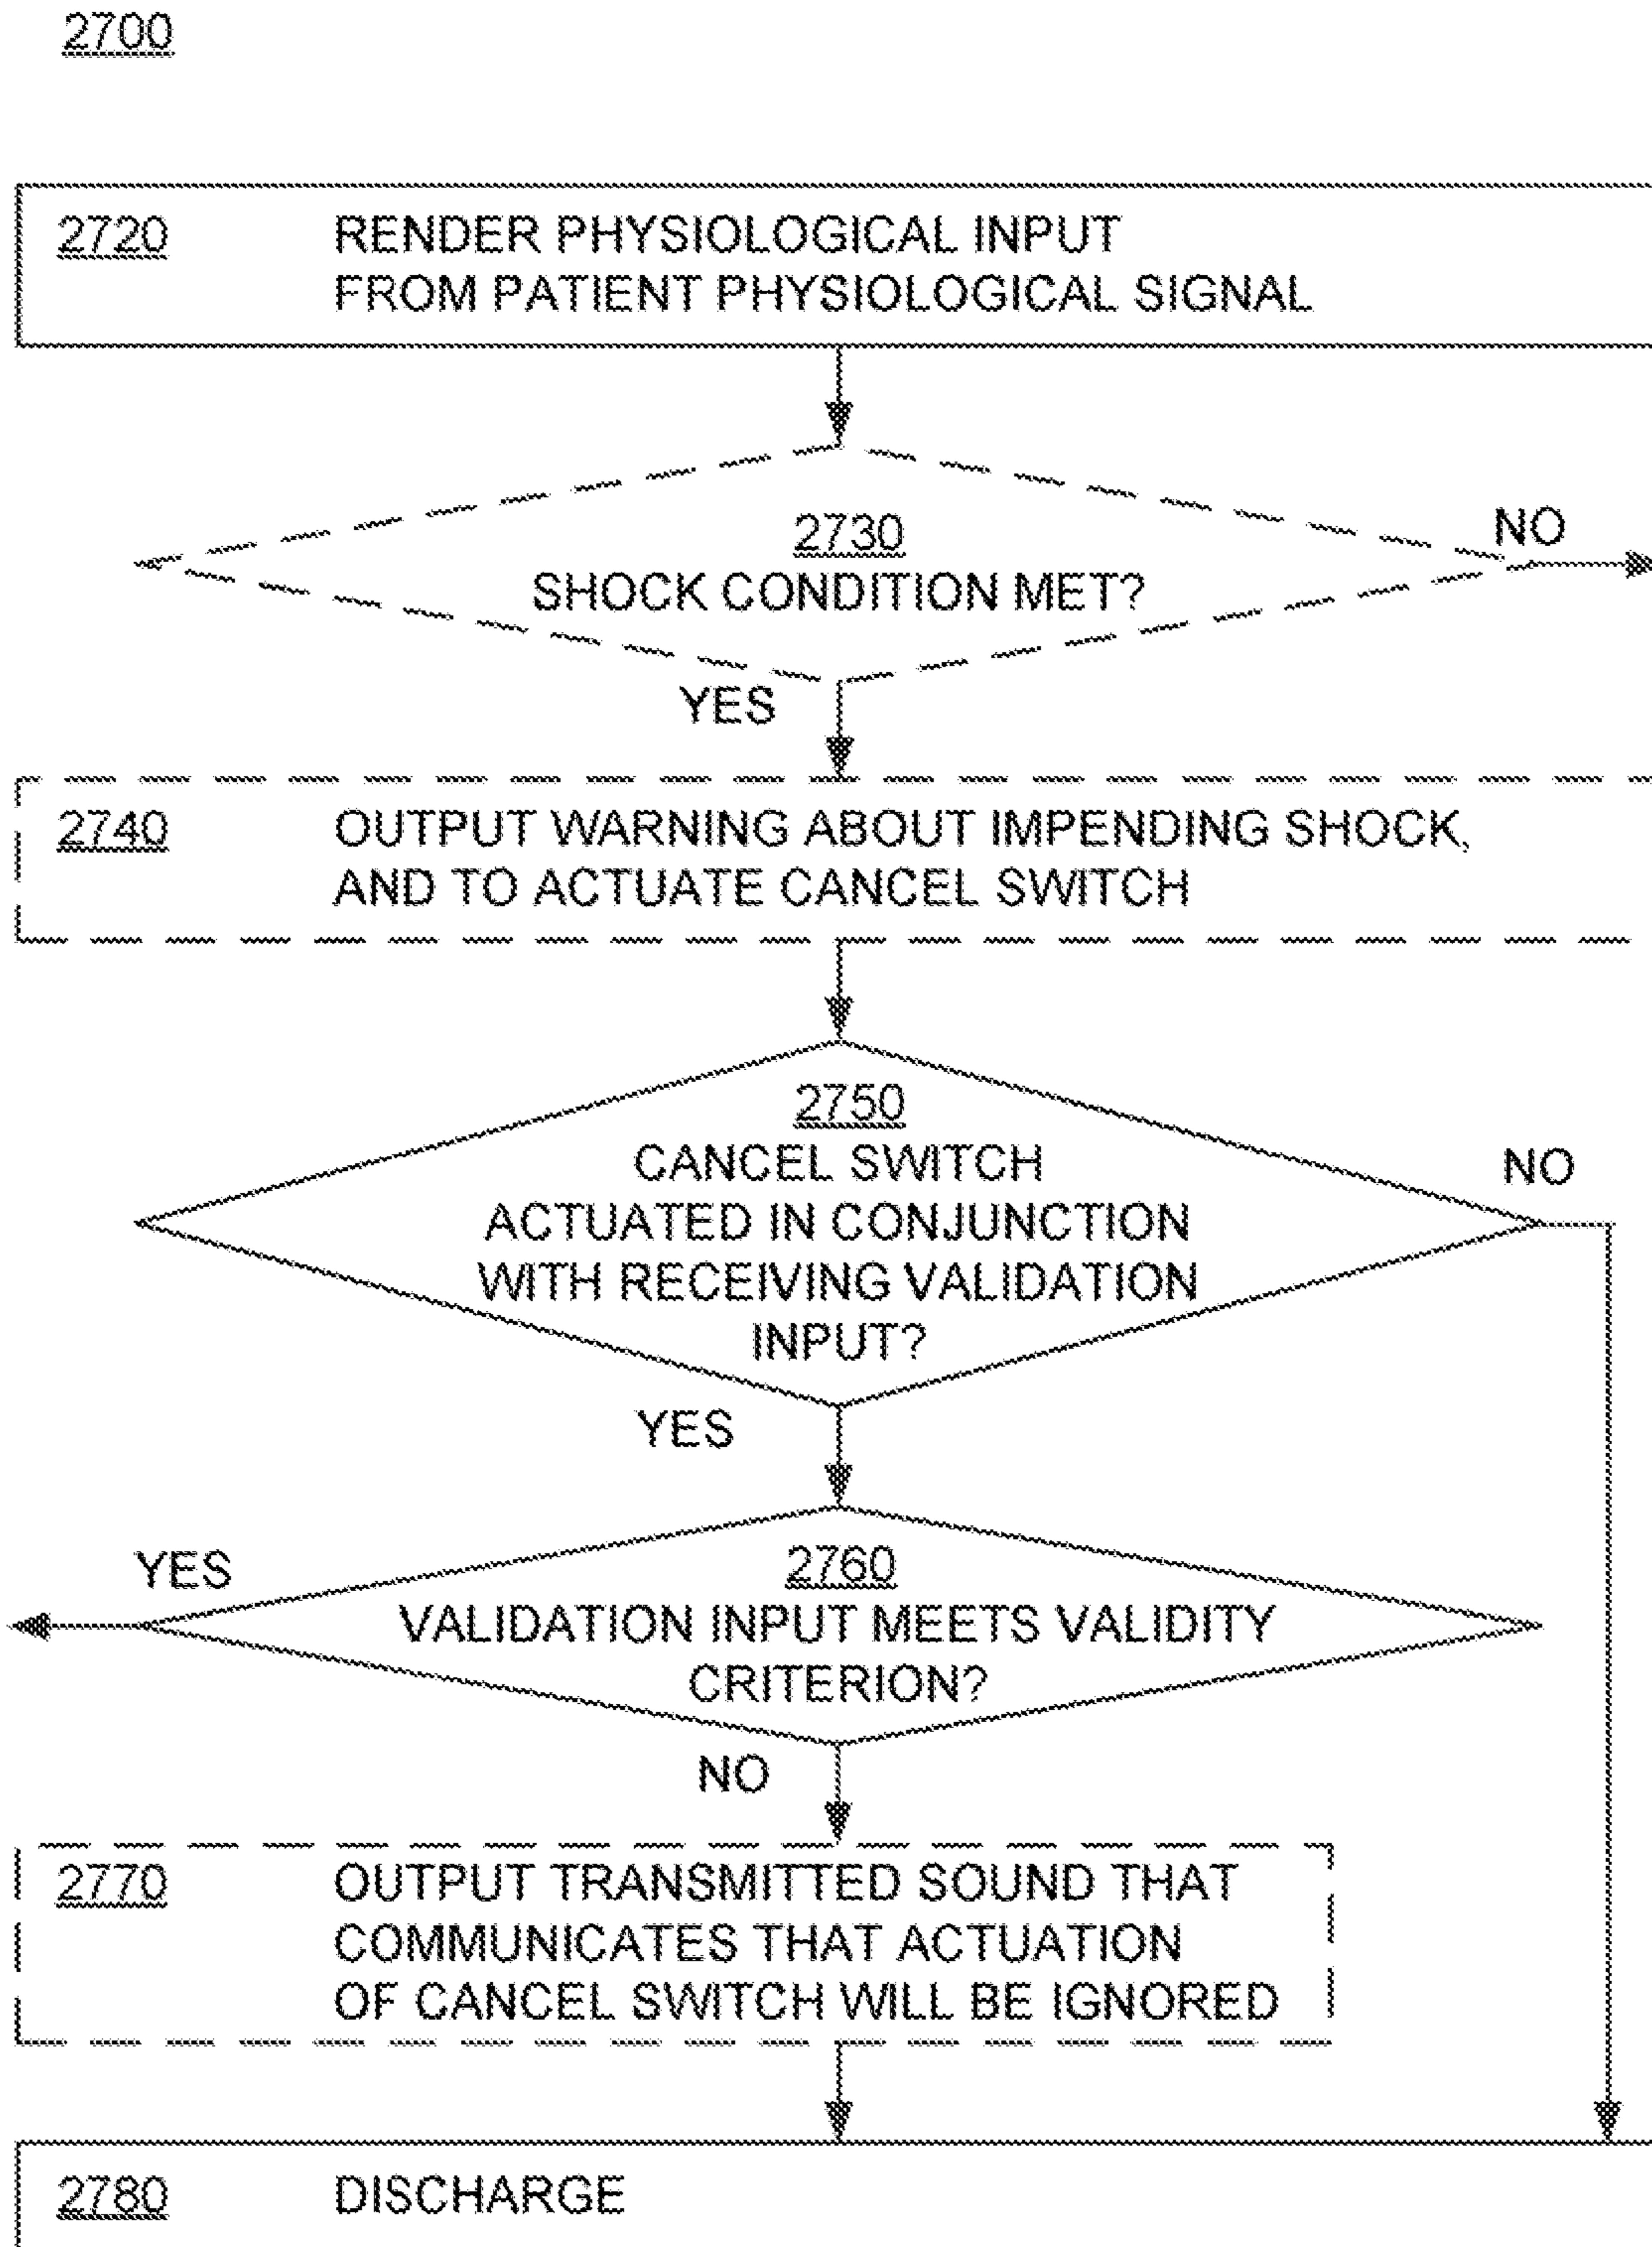 2700
2720 RENDER PHYSIOLOGICAL INPUT
FROM PATIENT PHYSIOLOGICAL SIGNAL
2730
NO
SHOCK CONDITION MET?
YES
2740 OUTPUT WARNING ABOUT IMPENDING SHOCK,
AND TO ACTUATE CANCEL SWITCH
2750
CANCEL SWITCH
NO
ACTUATED IN CONJUNCTION
WITH RECEIVING VALIDATION
INPUT?
YES
2760
YES
VALIDATION INPUT MEETS VALIDITY
CRITERION?
NO
2770 OUTPUT TRANSMITTED SOUND THAT
COMMUNICATES THAT ACTUATION
OF CANCEL SWITCH WILL BE IGNORED
2780 DISCHARGE